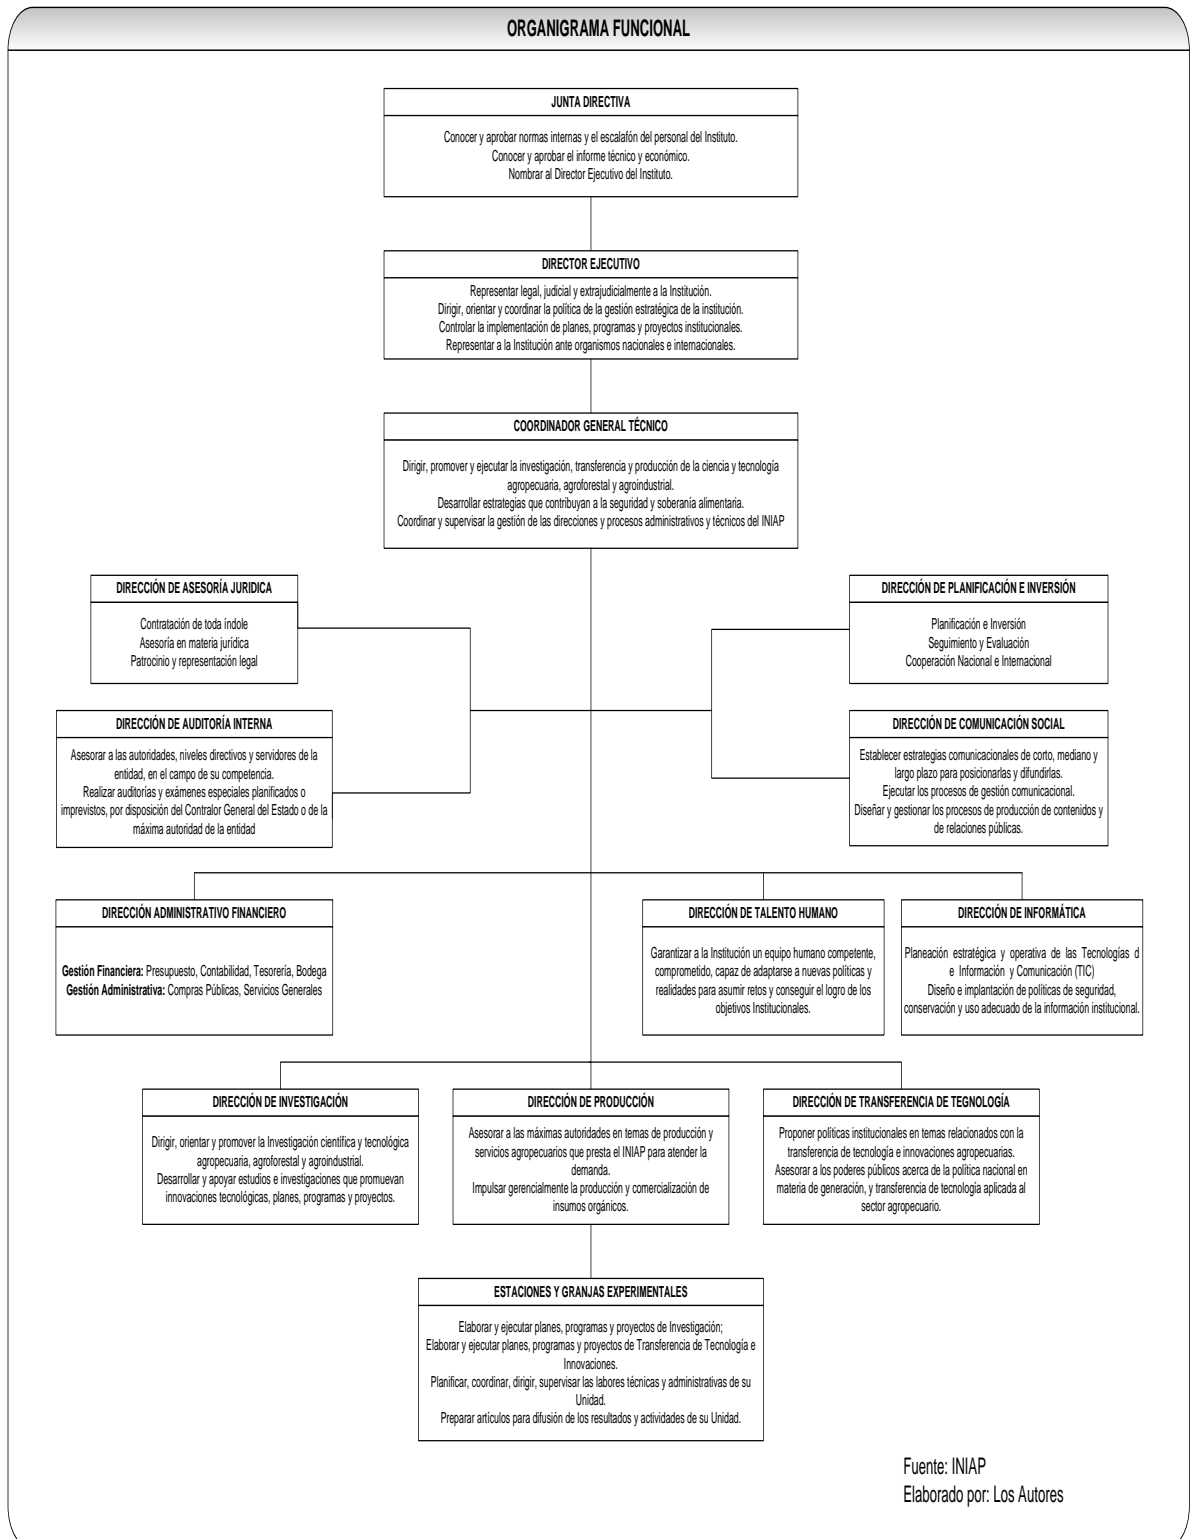 ORGANIGRAMA FUNCIONAL
JUNTA DIRECTIVA
Conocer y aprobar normas internas y el escalafón del personal del Instituto.
Conocer y aprobar el informe técnico y económico.
Nombrar al Director Ejecutivo del Instituto.
DIRECTOR EJECUTIVO
Representar legal, judicial y extrajudicialmente a la Institución.
Dirigir, orientar y coordinar la política de la gestión estratégica de la institución.
Controlar la implementación de planes, programas y proyectos institucionales.
Representar a la Institución ante organismos nacionales e internacionales.
COORDINADOR GENERAL TÉCNICO
Dirigir, promover y ejecutar la investigación, transferencia y producción de la ciencia y tecnología
agropecuaria, agroforestal y agroindustrial.
Desarrollar estrategias que contribuyan a la seguridad y soberanía alimentaria.
Coordinar y supervisar la gestión de las direcciones y procesos administrativos y técnicos del INIAP
DIRECCIÓN DE ASESORÍA JURIDICA
Contratación de toda índole
Asesoría en materia jurídica
Patrocinio y representación legal
DIRECCIÓN DE PLANIFICACIÓN E INVERSIÓN
Planificación e Inversión
Seguimiento y Evaluación
Cooperación Nacional e Internacional
DIRECCIÓN DE AUDITORÍA INTERNA
Asesorar a las autoridades, niveles directivos y servidores de la
entidad, en el campo de su competencia.
Realizar auditorías y exámenes especiales planificados o
imprevistos, por disposición del Contralor General del Estado o de la
máxima autoridad de la entidad
DIRECCIÓN DE COMUNICACIÓN SOCIAL
Establecer estrategias comunicacionales de corto, mediano y
largo plazo para posicionarlas y difundirlas.
Ejecutar los procesos de gestión comunicacional.
Diseñar y gestionar los procesos de producción de contenidos y
de relaciones públicas.
DIRECCIÓN ADMINISTRATIVO FINANCIERO
Gestión Financiera: Presupuesto, Contabilidad, Tesorería, Bodega
Gestión Administrativa: Compras Públicas, Servicios Generales
DIRECCIÓN DE TALENTO HUMANO
Garantizar a la Institución un equipo humano competente,
comprometido, capaz de adaptarse a nuevas políticas y
realidades para asumir retos y conseguir el logro de los
objetivos Institucionales.
DIRECCIÓN DE INFORMÁTICA
Planeación estratégica y operativa de las Tecnologías d
e Información y Comunicación (TIC)
Diseño e implantación de políticas de seguridad,
conservación y uso adecuado de la información institucional.
DIRECCIÓN DE INVESTIGACIÓN
Dirigir, orientar y promover la Investigación científica y tecnológica
agropecuaria, agroforestal y agroindustrial.
Desarrollar y apoyar estudios e investigaciones que promuevan
innovaciones tecnológicas, planes, programas y proyectos.
DIRECCIÓN DE PRODUCCIÓN
Asesorar a las máximas autoridades en temas de producción y
servicios agropecuarios que presta el INIAP para atender la
demanda.
Impulsar gerencialmente la producción y comercialización de
insumos orgánicos.
DIRECCIÓN DE TRANSFERENCIA DE TEGNOLOGÍA
Proponer políticas institucionales en temas relacionados con la
transferencia de tecnología e innovaciones agropecuarias.
Asesorar a los poderes públicos acerca de la política nacional en
materia de generación, y transferencia de tecnología aplicada al
sector agropecuario.
ESTACIONES Y GRANJAS EXPERIMENTALES
Elaborar y ejecutar planes, programas y proyectos de Investigación;
Elaborar y ejecutar planes, programas y proyectos de Transferencia de Tecnología e
Innovaciones.
Planificar, coordinar, dirigir, supervisar las labores técnicas y administrativas de su
Unidad.
Preparar artículos para difusión de los resultados y actividades de su Unidad.
Fuente: INIAP
Elaborado por: Los Autores